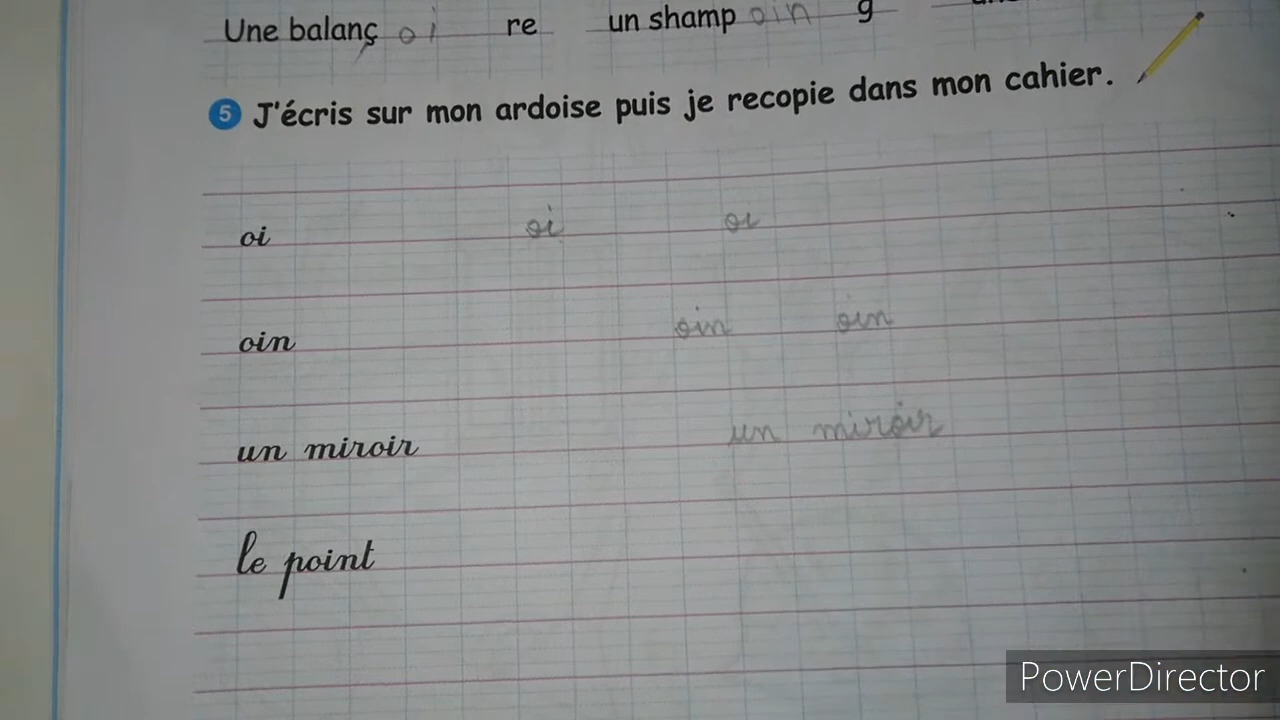 Une balanç oi re un shamp oin g
5 J'écris sur mon ardoise puis je recopie dans mon cahier.
oi oi oi
oin oin oin
un miroir un miroir
le point
PowerDirector